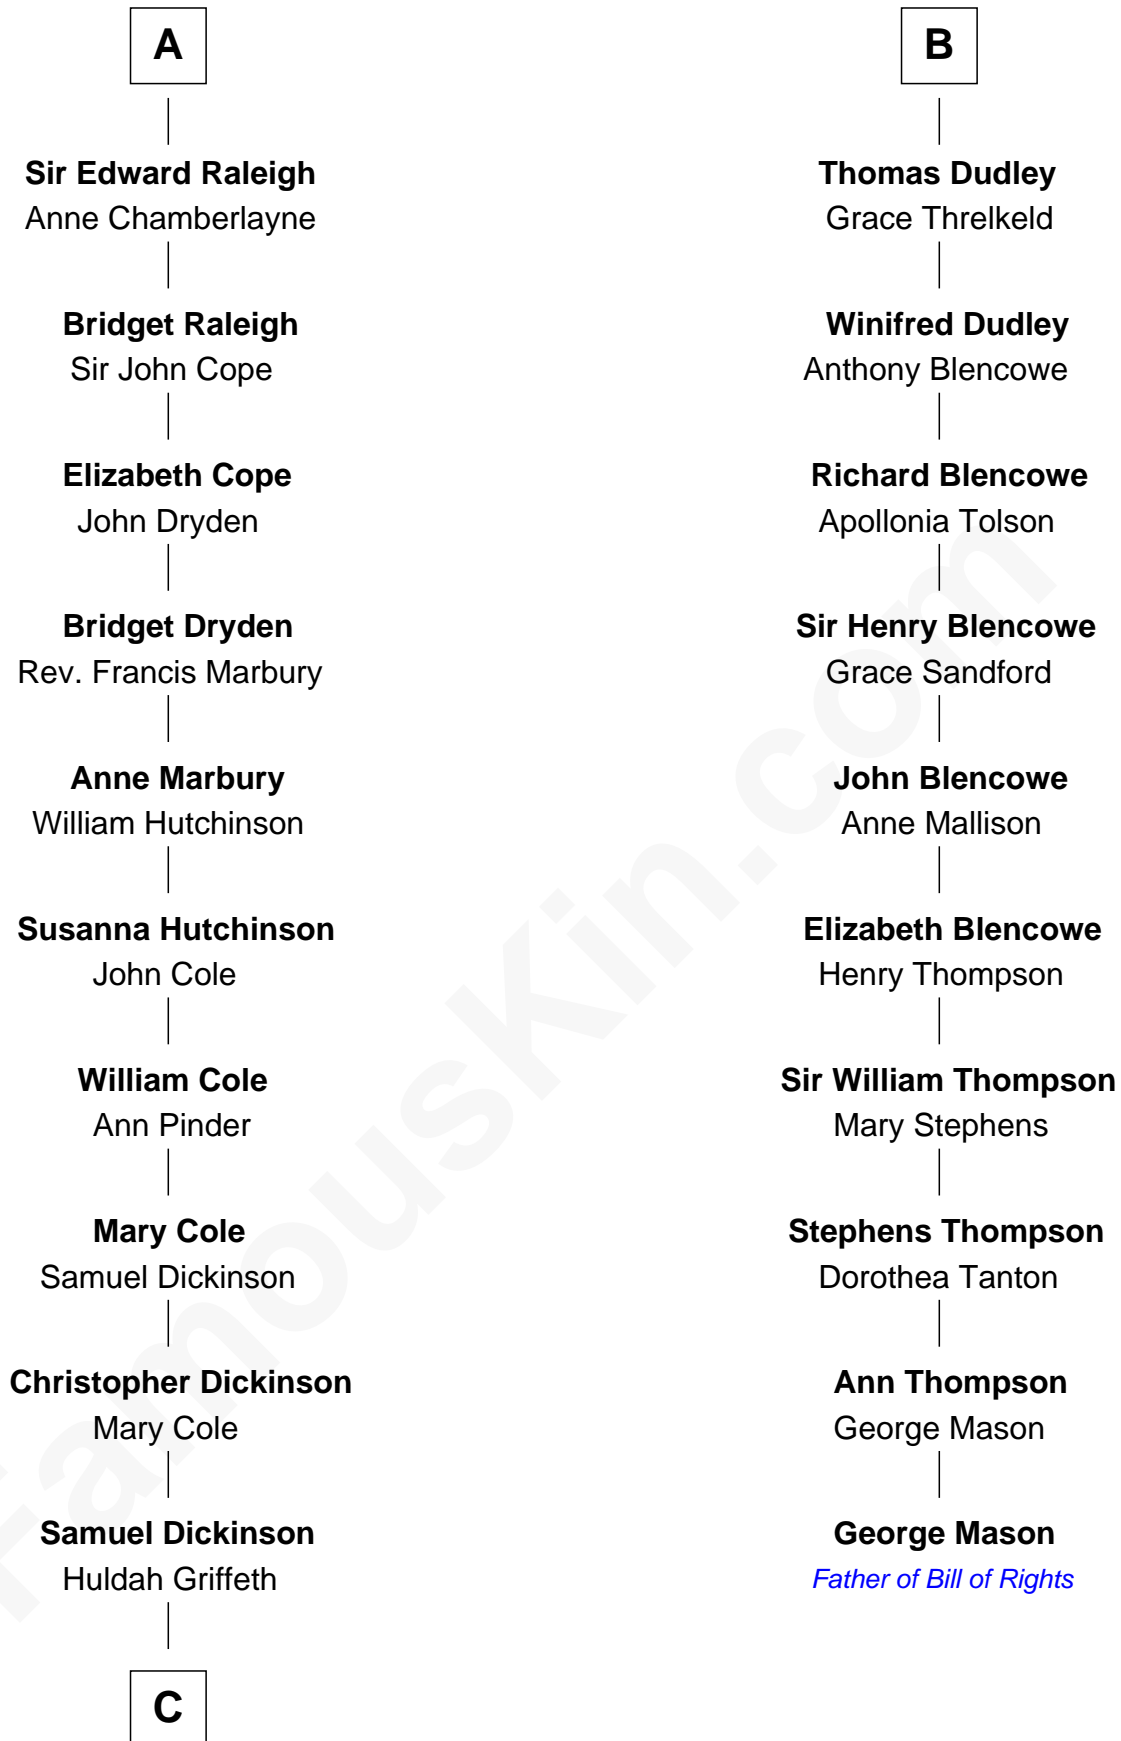 A
Sir Edward Raleigh
Anne Chamberlayne
Bridget Raleigh
Sir John Cope
Elizabeth Cope
John Dryden
Bridget Dryden
Rev. Francis Marbury
Anne Marbury
William Hutchinson
Susanna Hutchinson
John Cole
William Cole
Ann Pinder
Mary Cole
Samuel Dickinson
Christopher Dickinson
Mary Cole
Samuel Dickinson
Huldah Griffeth
C
B
Thomas Dudley
Grace Threlkeld
Winifred Dudley
Anthony Blencowe
Richard Blencowe
Apollonia Tolson
Sir Henry Blencowe
Grace Sandford
John Blencowe
Anne Mallison
Elizabeth Blencowe
Henry Thompson
Sir William Thompson
Mary Stephens
Stephens Thompson
Dorothea Tanton
Ann Thompson
George Mason
George Mason
Father of Bill of Rights
FamousKin.com